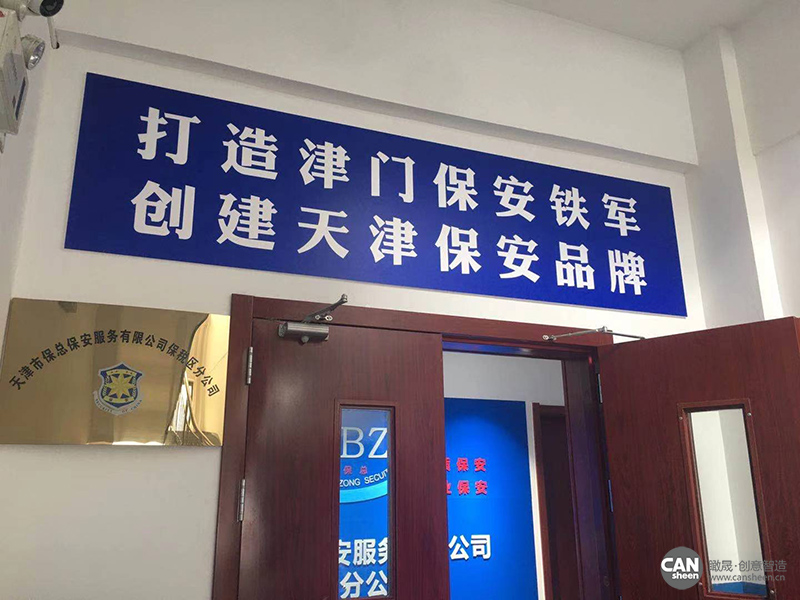 打造津门保安铁军
创建天津保安品牌
天津市保总保安服务有限公司保税区分公司
BZ
保总
ZONG SECU
保安
业保安
安服务
公司
分公
CAN
sheen
瞰晟·创意智造
www.cansheen.cn